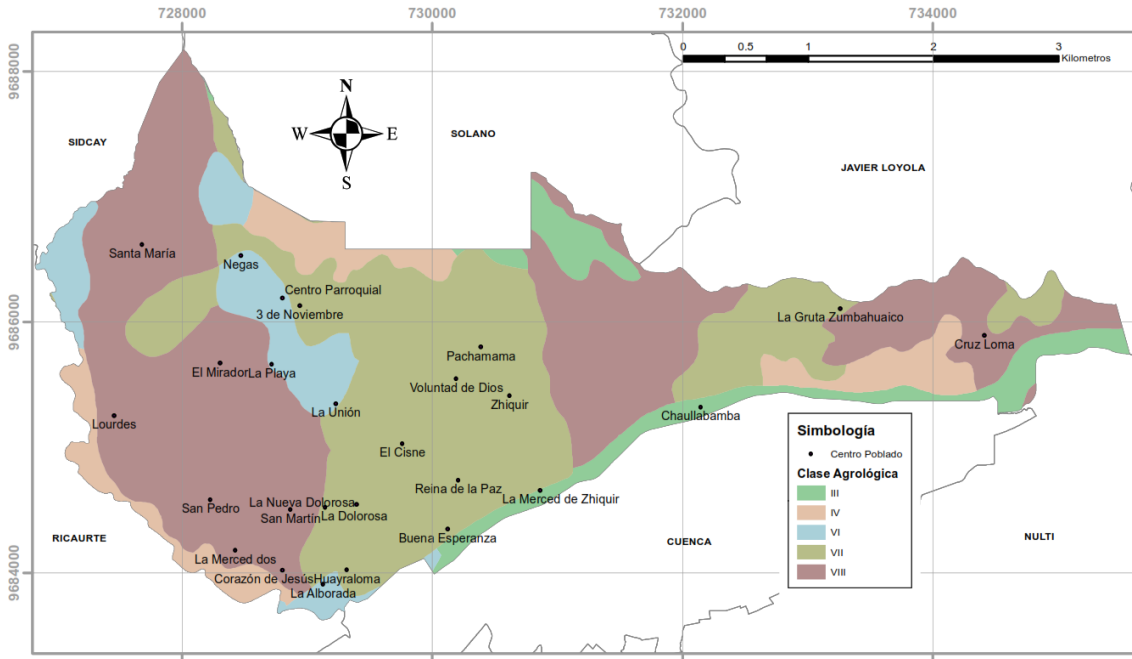 728000
730000
732000
734000
0
0.5
1
2
3
Kilometros
9688000
9686000
9684000
N
W
E
S
SIDCAY
SOLANO
JAVIER LOYOLA
Santa María
Negas
Centro Parroquial
3 de Noviembre
La Gruta Zumbahuaico
Cruz Loma
Pachamama
El Mirador
La Playa
Voluntad de Dios
Zhiquir
La Unión
Chaullabamba
Lourdes
El Cisne
Reina de la Paz
La Merced de Zhiquir
San Pedro
La Nueva Dolorosa
San Martín
La Dolorosa
Buena Esperanza
RICAURTE
CUENCA
NULTI
La Merced dos
Corazón de Jesús
Huayraloma
La Alborada
Simbología
Centro Poblado
Clase Agrológica
III
IV
VI
VII
VIII